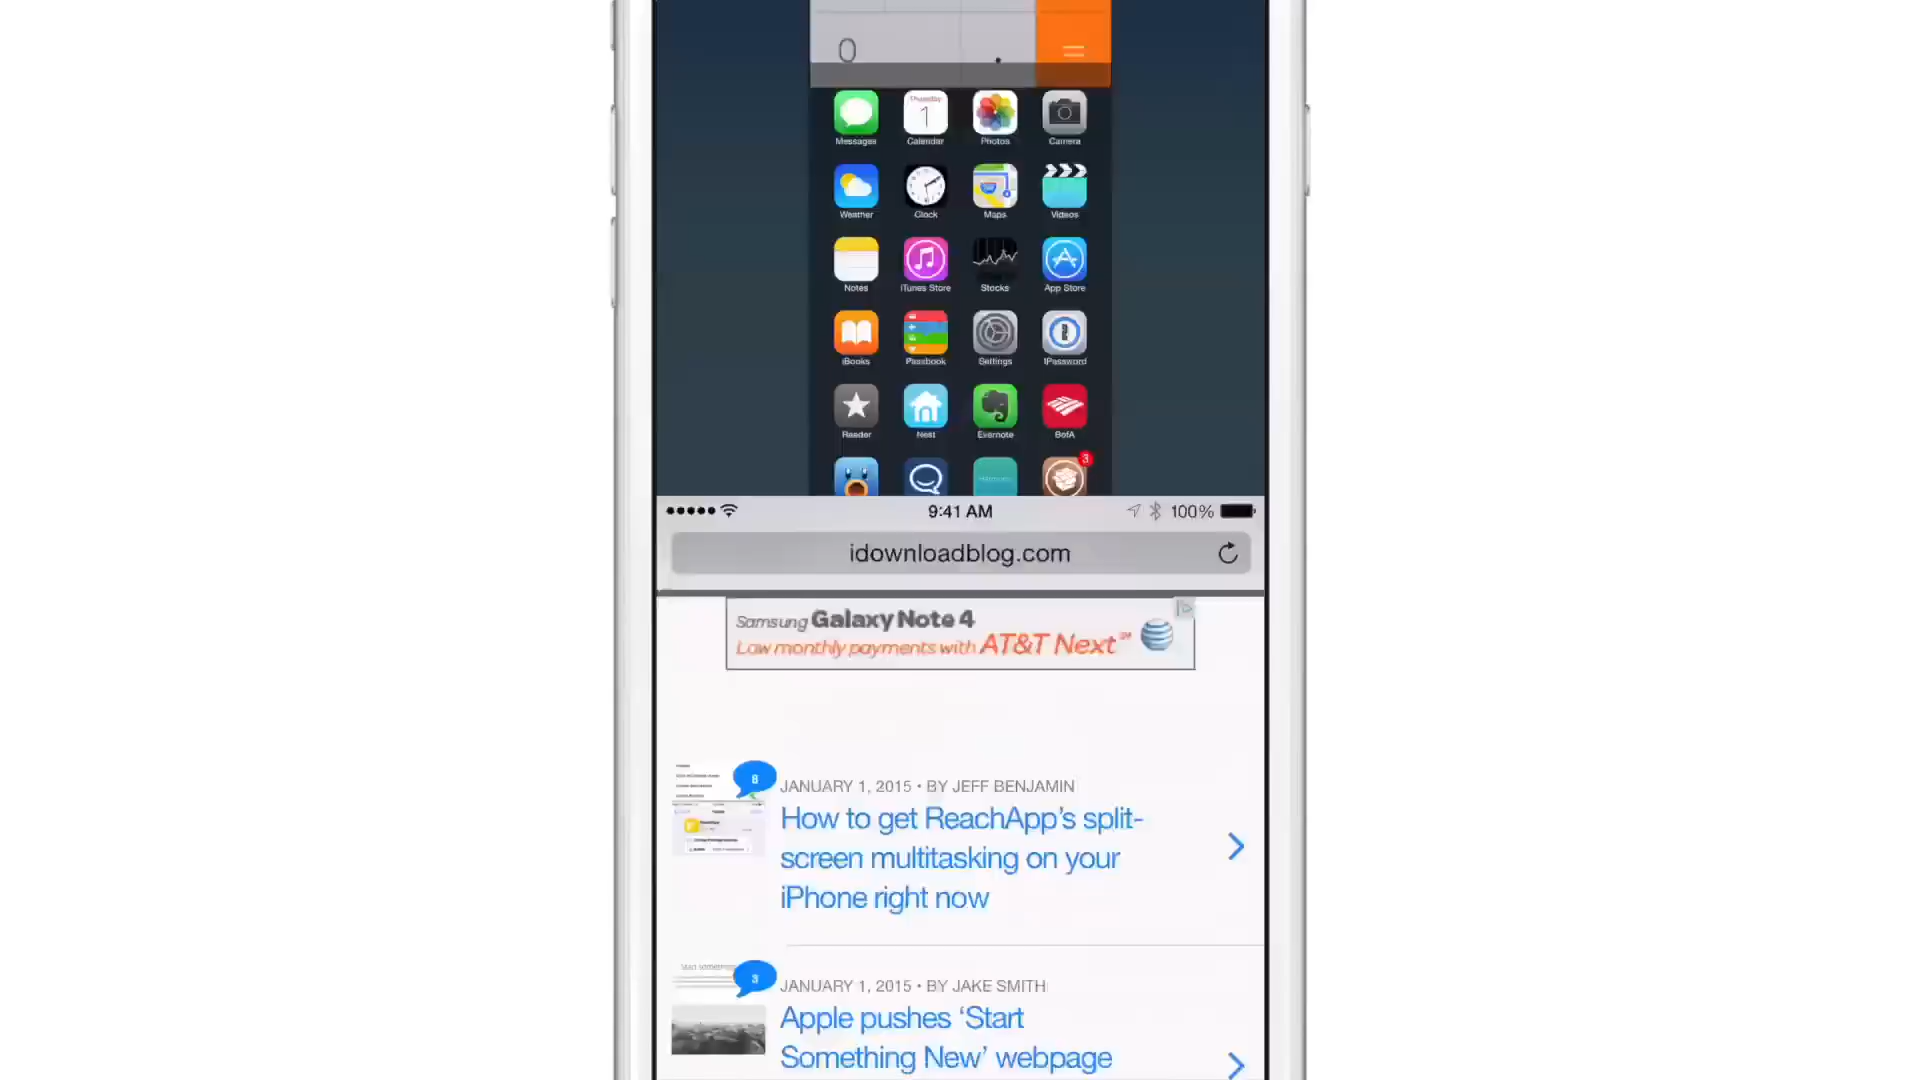 0 . =
Messages Calendar Photos Camera
Thursday
1
Weather Clock Maps Videos
Notes iTunes Store Stocks App Store
iBooks Passbook Settings 1Password
Reader Nest Evernote BofA
3
9:41 AM 100%
idownloadblog.com
Samsung Galaxy Note 4
Low monthly payments with AT&T Next℠
8
JANUARY 1, 2015 • BY JEFF BENJAMIN
How to get ReachApp's split-
screen multitasking on your
iPhone right now
3
JANUARY 1, 2015 • BY JAKE SMITH
Apple pushes ‘Start
Something New’ webpage